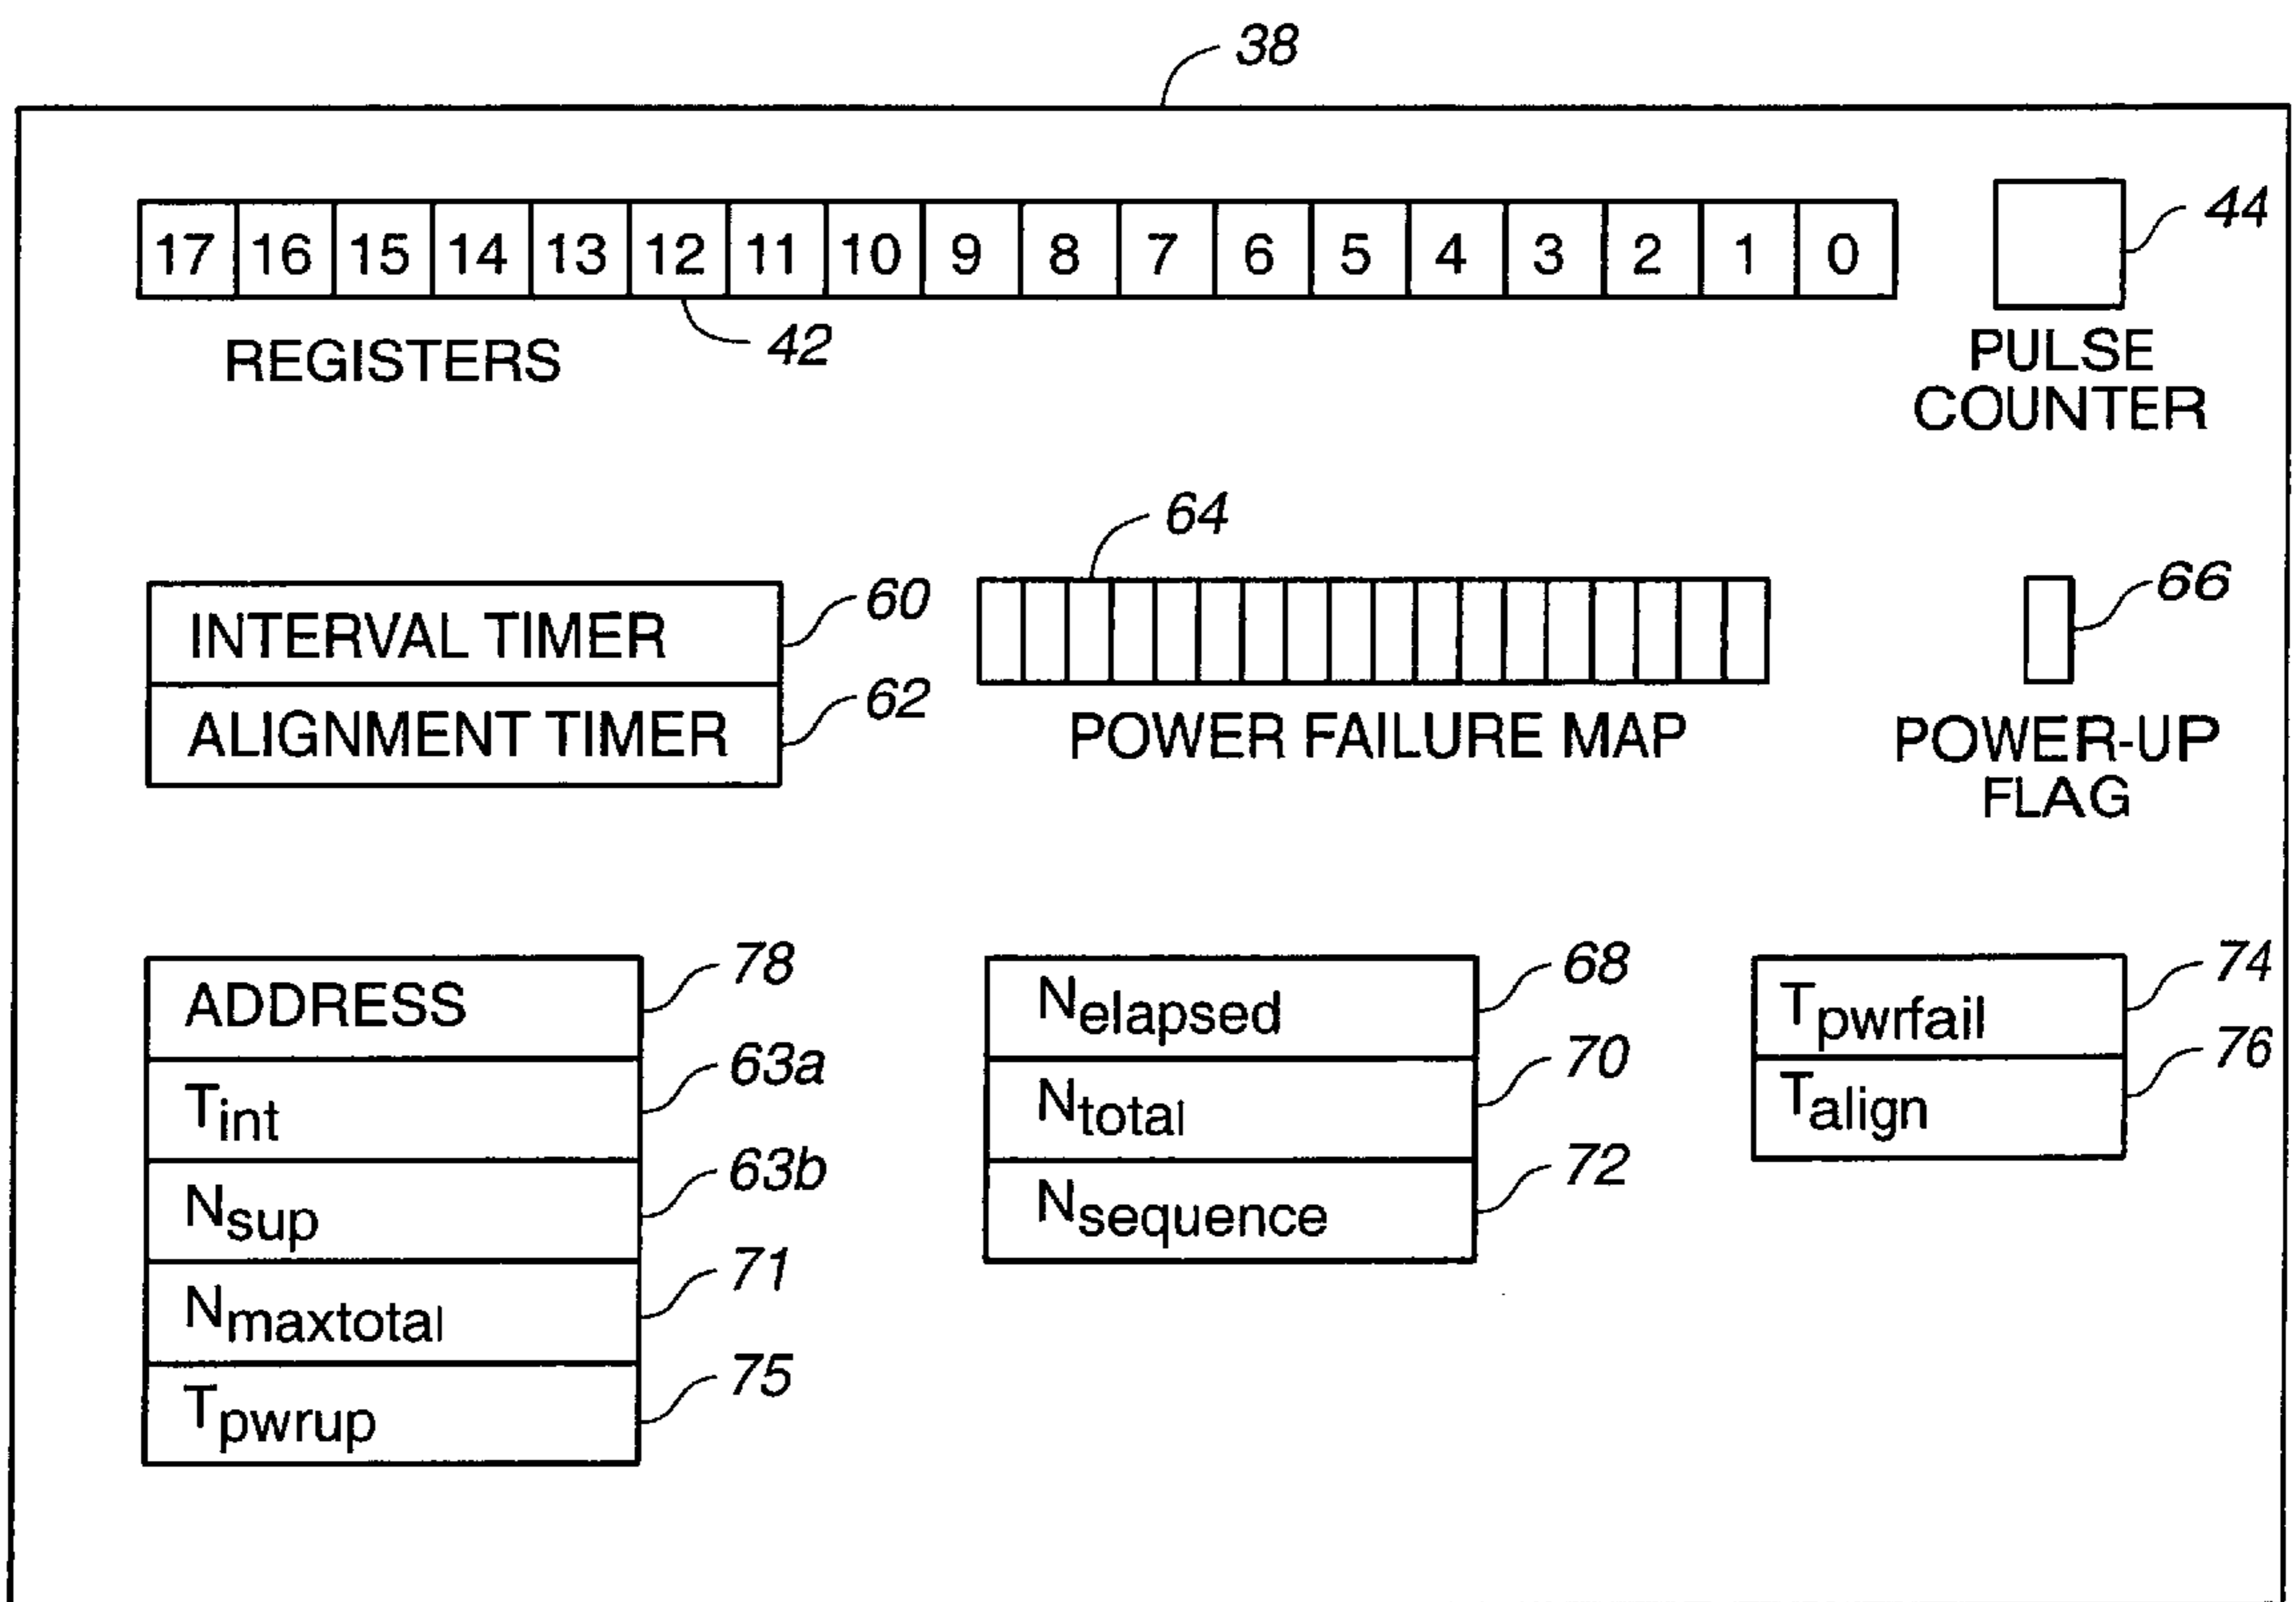 38
17 16 15 14 13 12 11 10 9 8 7 6 5 4 3 2 1 0
44
REGISTERS
42
PULSE
COUNTER
64
INTERVAL TIMER
60
66
ALIGNMENT TIMER
62
POWER FAILURE MAP
POWER-UP
FLAG
ADDRESS
78
Nelapsed
68
Tpwrfail
74
Tint
63a
Ntotal
70
Talign
76
Nsup
63b
Nsequence
72
Nmaxtotal
71
Tpwrup
75